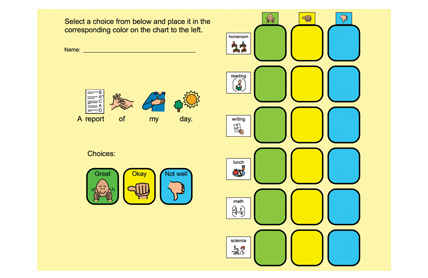 Select a choice from below and place it in the
corresponding color on the chart to the left.
Name:
A report of my day.
Choices:
Great Okay Not well
homeroom
reading
writing
lunch
math
science